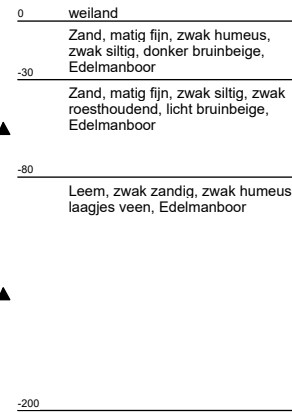 0 weiland
Zand, matig fijn, zwak humeus,
zwak siltig, donker bruinbeige,
Edelmanboor
-30
Zand, matig fijn, zwak siltig, zwak
roesthoudend, licht bruinbeige,
Edelmanboor
-80
Leem, zwak zandig, zwak humeus
laagjes veen, Edelmanboor
-200